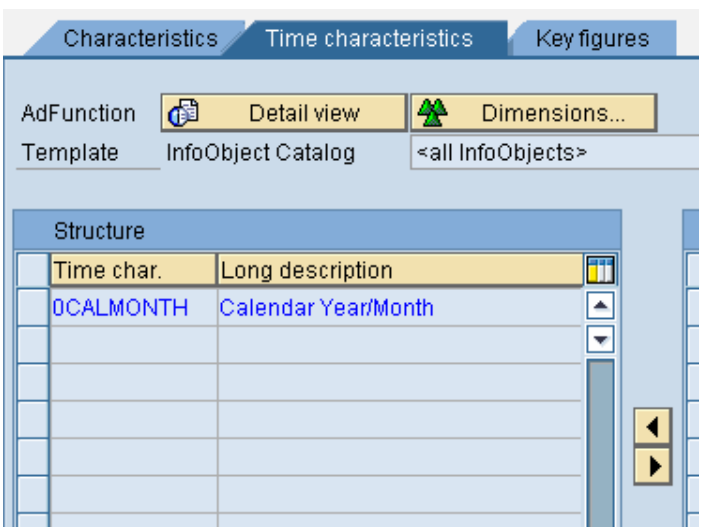 Characteristics Time characteristics Key figures
AdFunction Detail view Dimensions...
Template InfoObject Catalog <all InfoObjects>
Structure
Time char. Long description
0CALMONTH Calendar Year/Month